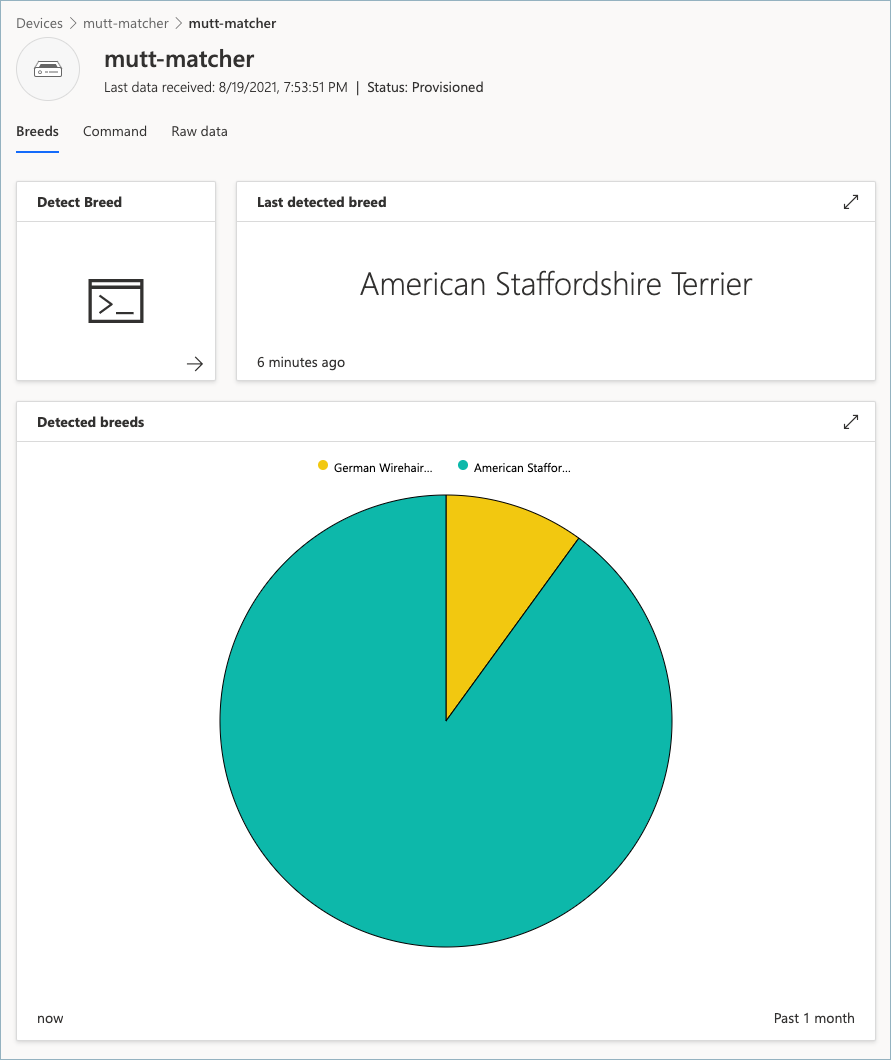 Devices > mutt-matcher > mutt-matcher
mutt-matcher
Last data received: 8/19/2021, 7:53:51 PM | Status: Provisioned
Breeds Command Raw data
Detect Breed
Last detected breed
American Staffordshire Terrier
6 minutes ago
Detected breeds
German Wirehair... American Staffor...
now Past 1 month